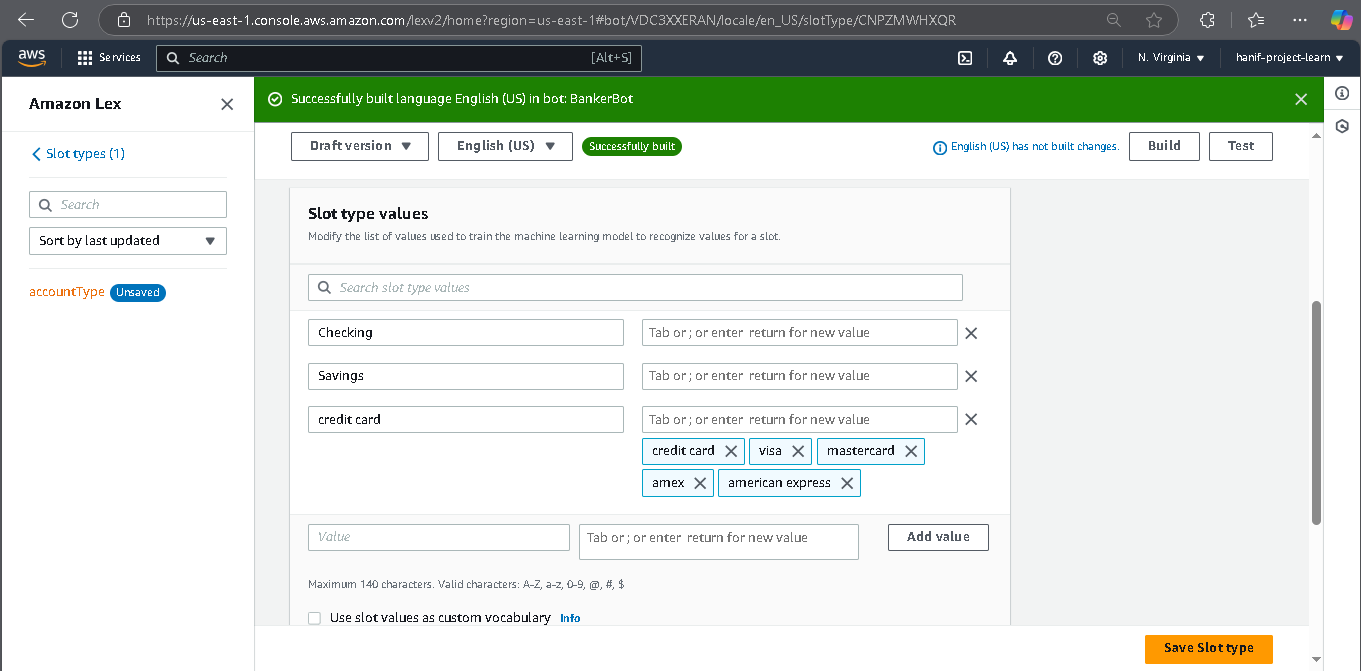 https://us-east-1.console.aws.amazon.com/lexv2/home?region=us-east-1#bot/VDC3XXERAN/locale/en_US/slotType/CNPZMWHXQR
aws Services Search [Alt+S] N. Virginia ▼ hanif-project-learn ▼
Amazon Lex
Slot types (1)
Search
Sort by last updated
accountType Unsaved
Successfully built language English (US) in bot: BankerBot
Draft version ▼ English (US) ▼ Successfully built English (US) has not built changes. Build Test
Slot type values
Modify the list of values used to train the machine learning model to recognize values for a slot.
Search slot type values
Checking Tab or ; or enter return for new value
Savings Tab or ; or enter return for new value
credit card Tab or ; or enter return for new value
credit card visa mastercard
amex american express
Value Tab or ; or enter return for new value Add value
Maximum 140 characters. Valid characters: A-Z, a-z, 0-9, @, #, $
Use slot values as custom vocabulary Info
Save Slot type